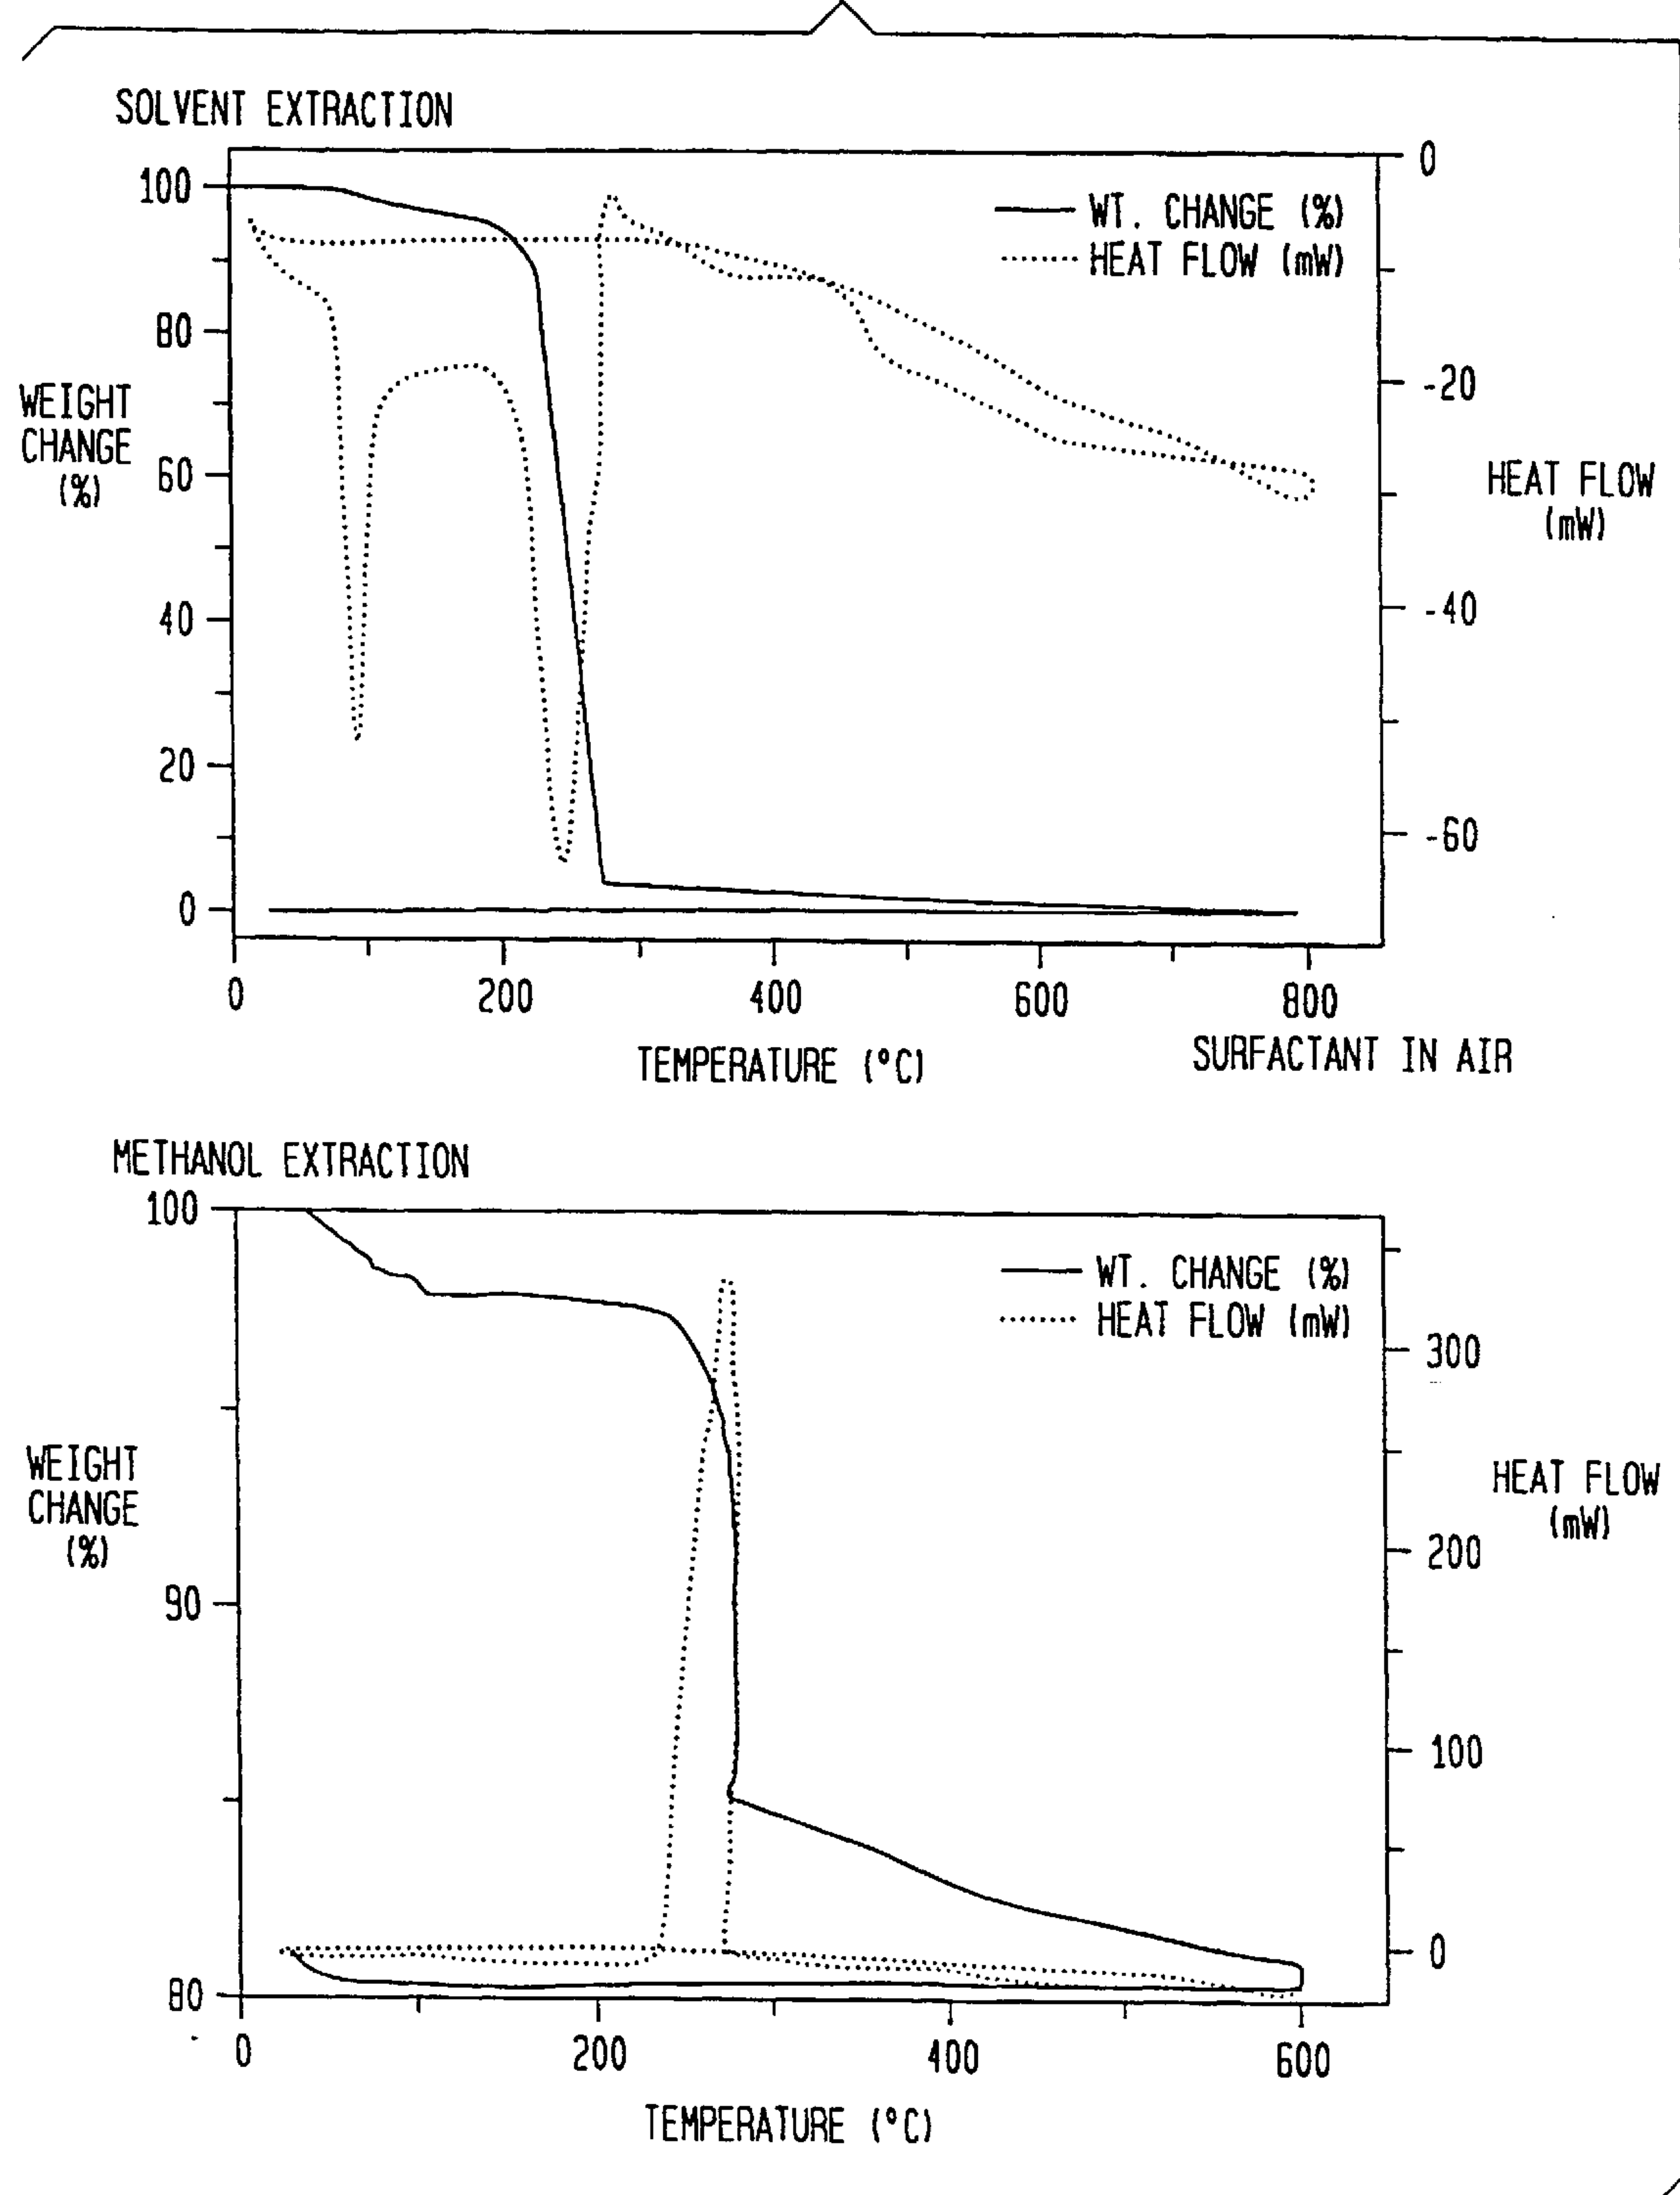 SOLVENT EXTRACTION
WT. CHANGE (%)
HEAT FLOW (mW)
WEIGHT
CHANGE
(%)
100
80
60
40
20
0
0
-20
-40
-60
HEAT FLOW
(mW)
0
200
400
600
800
TEMPERATURE (°C)
SURFACTANT IN AIR
METHANOL EXTRACTION
WT. CHANGE (%)
HEAT FLOW (mW)
WEIGHT
CHANGE
(%)
100
90
80
300
200
100
0
HEAT FLOW
(mW)
0
200
400
600
TEMPERATURE (°C)